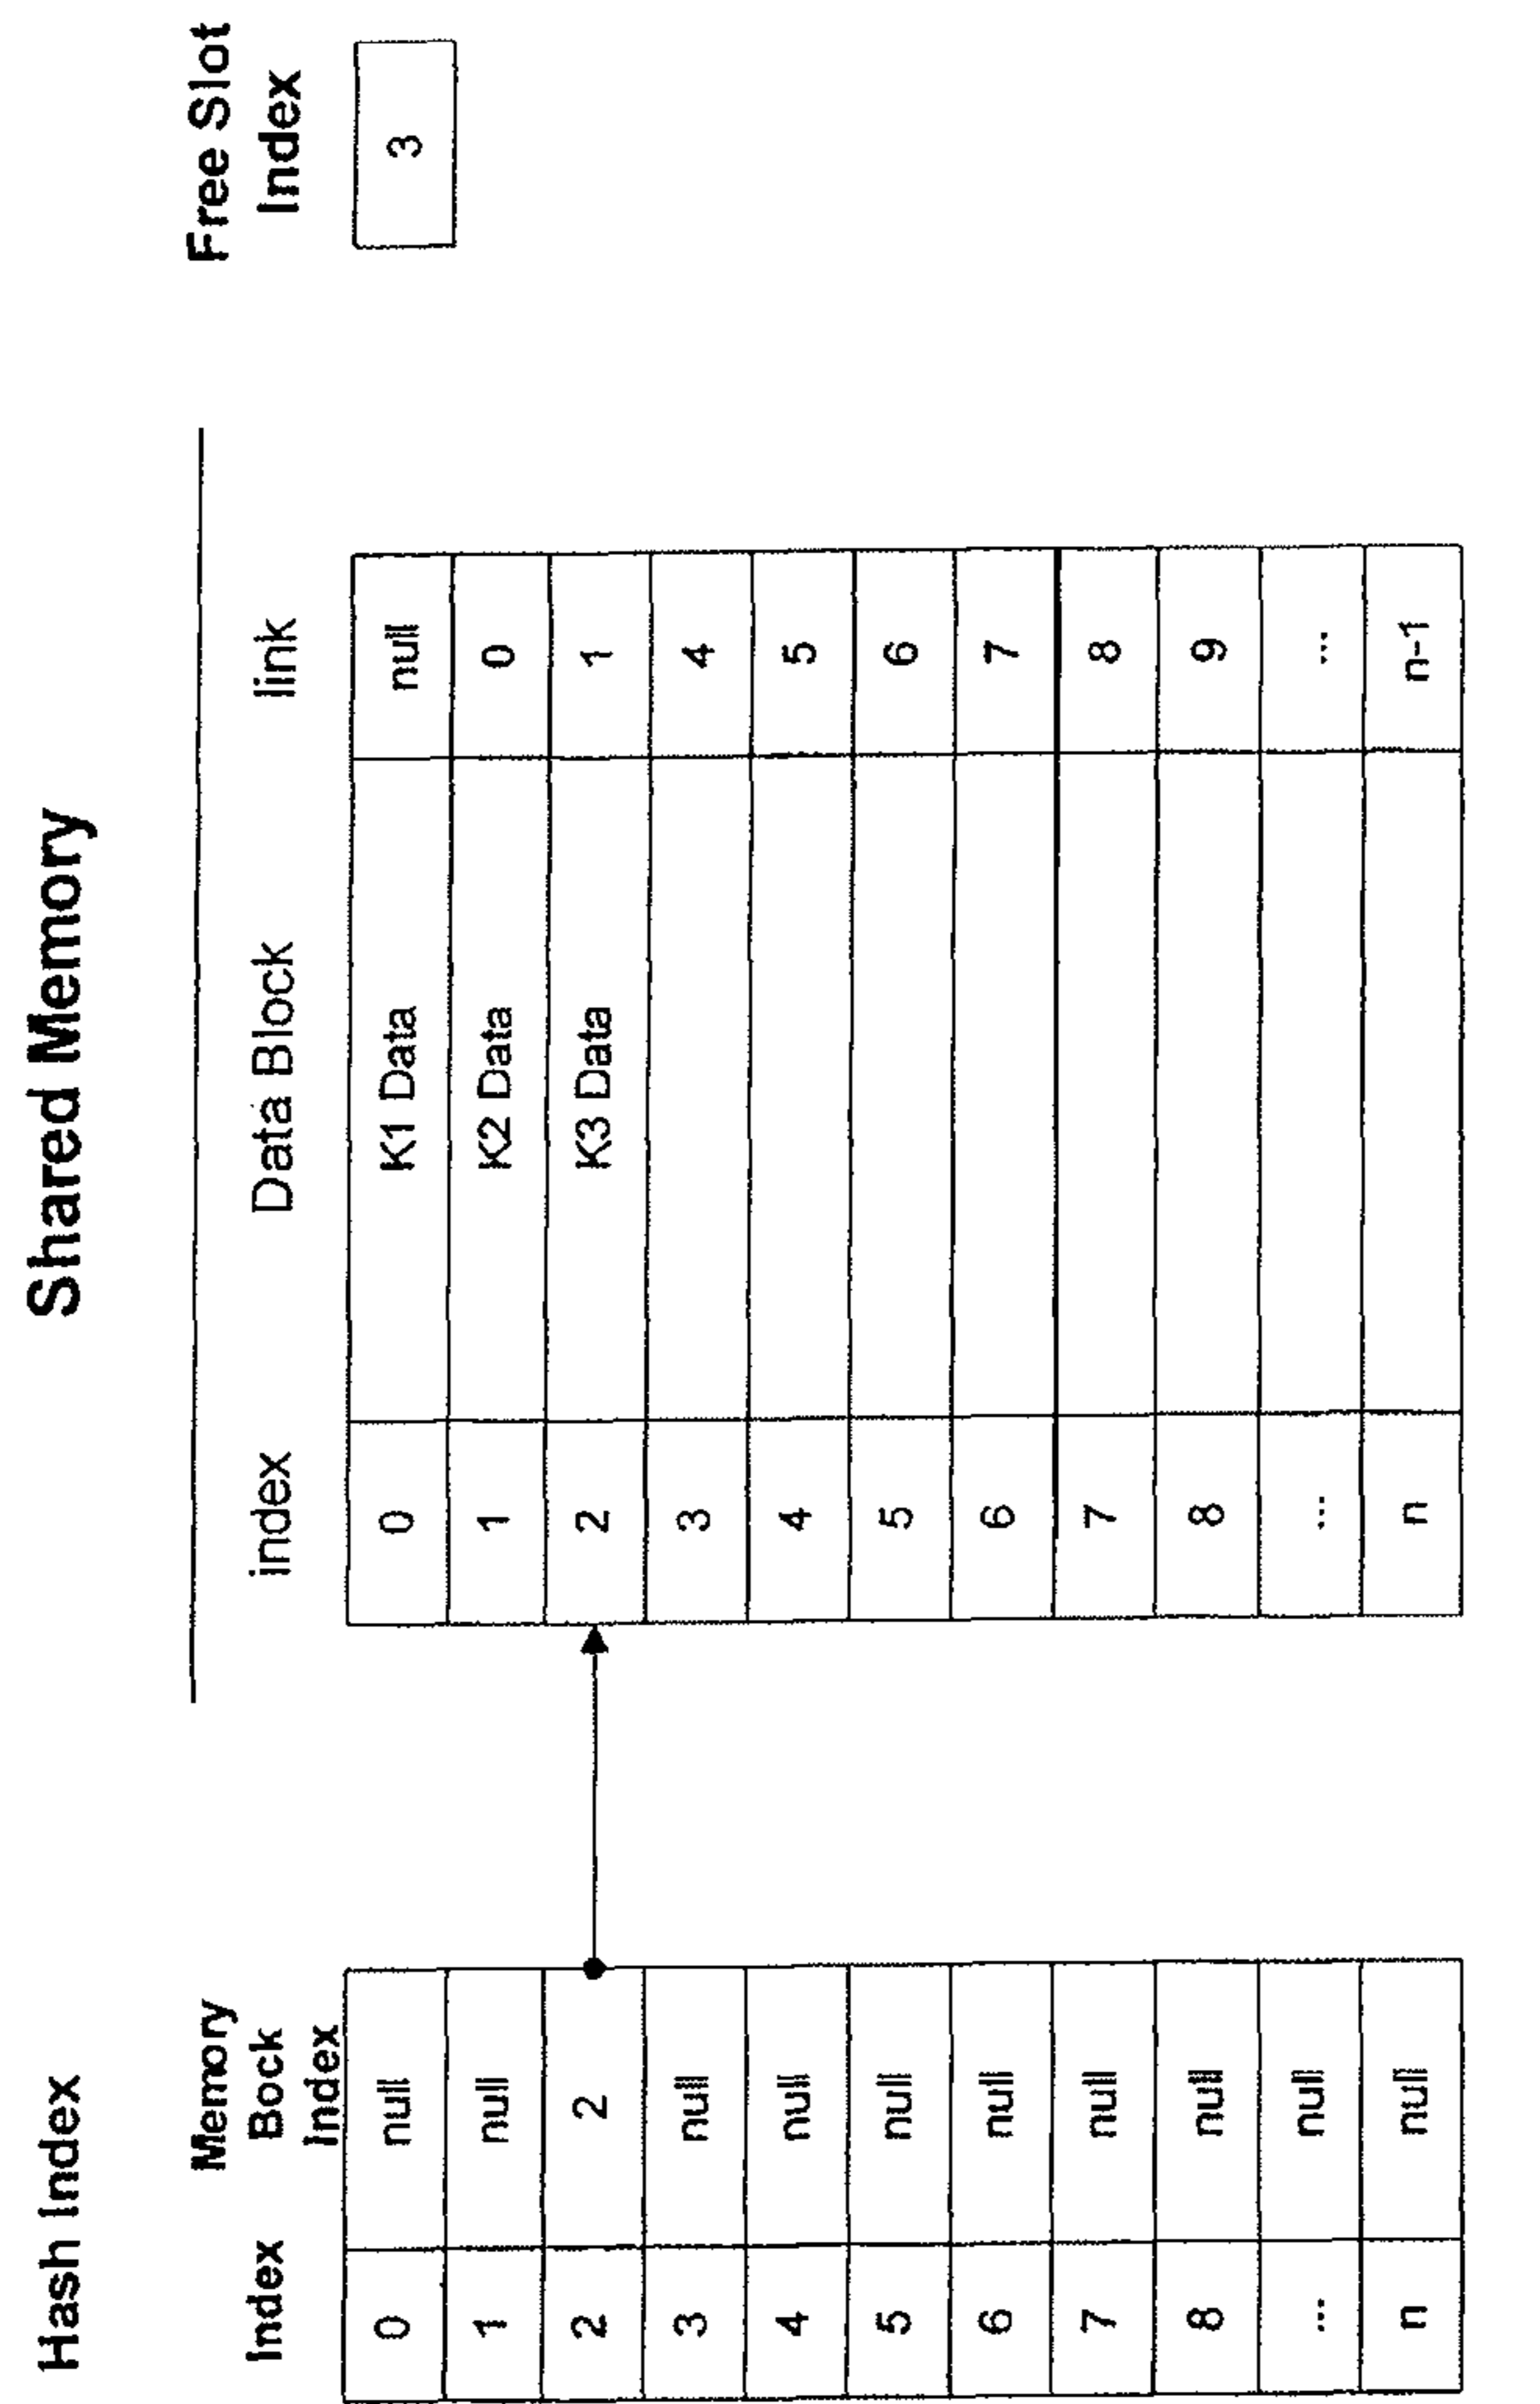 Shared Memory
Hash Index
Free Slot
Index
Index
Memory
Bock
Index
index
Data Block
link
3
0 null
1 null
2 2
3 null
4 null
5 null
6 null
7 null
8 null
... null
n null
0 K1 Data null
1 K2 Data 0
2 K3 Data 1
3 4
4 5
5 6
6 7
7 8
8 9
... ...
n n-1